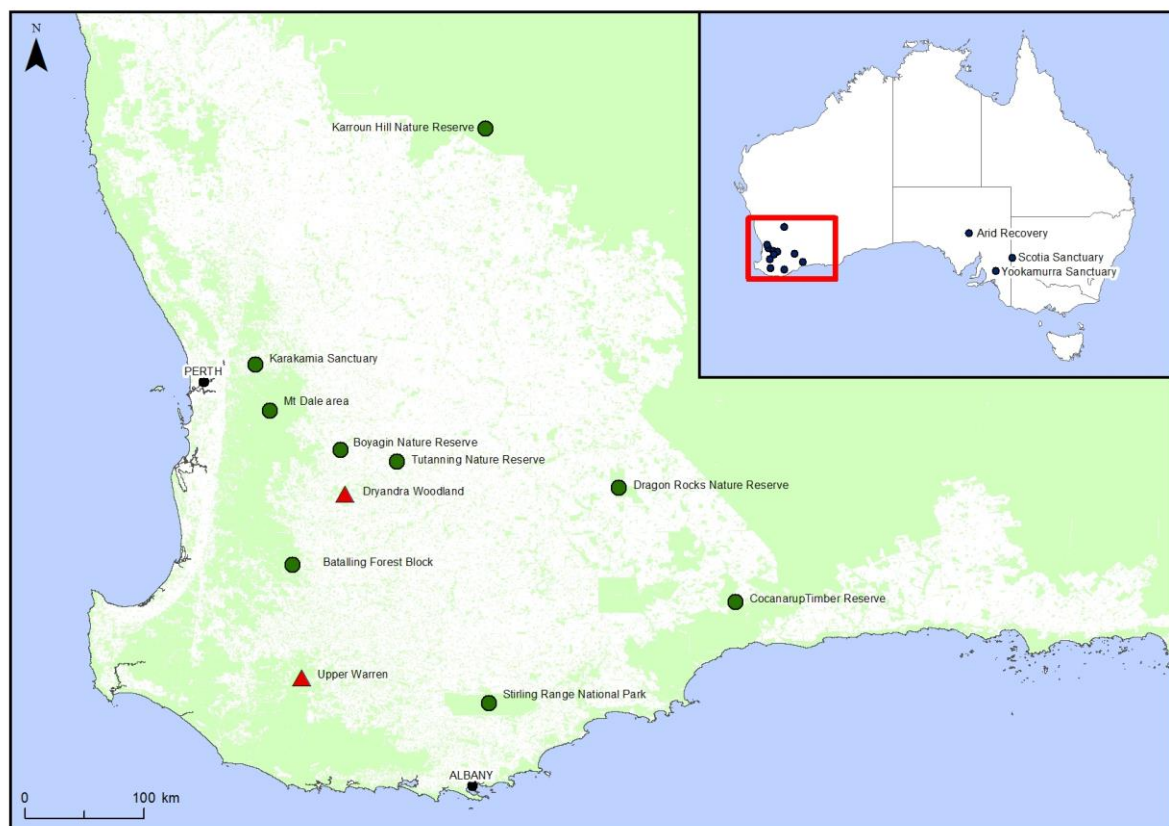 N
Karroun Hill Nature Reserve
Arid Recovery
Scotia Sanctuary
Yookamurra Sanctuary
Karakamia Sanctuary
PERTH
Mt Dale area
Boyagin Nature Reserve
Tutanning Nature Reserve
Dryandra Woodland
Dragon Rocks Nature Reserve
Batalling Forest Block
CocanarupTimber Reserve
Upper Warren
Stirling Range National Park
ALBANY
0 100 km